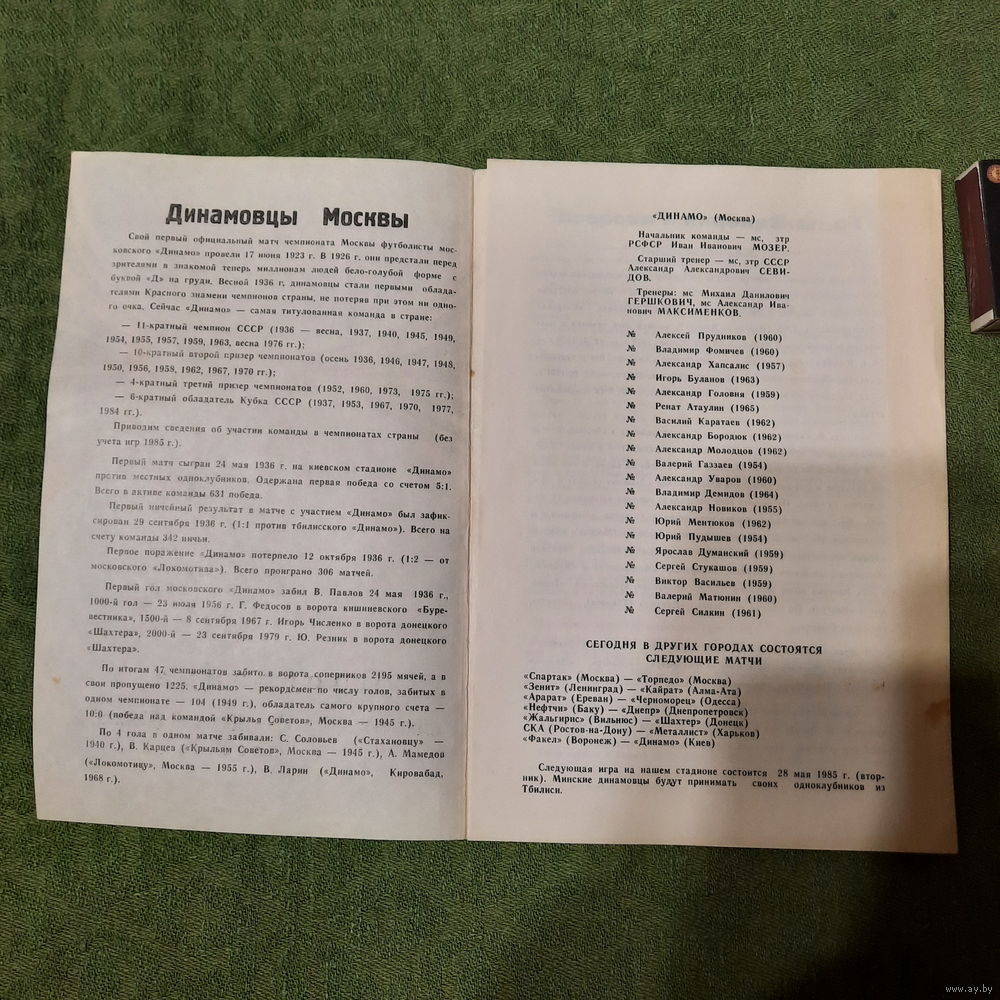 Динамовцы Москвы
Свой первый официальный матч чемпионата Москвы футболисты мос-
ковского «Динамо» провели 17 июня 1923 г. В 1926 г. они предстали перед
зрителями в знакомой теперь миллионам людей бело-голубой форме с
буквой «Д» на груди. Весной 1936 г. динамовцы стали первыми облада-
телями Красного знамени чемпионов страны, не потеряв при этом ни одно-
го очка. Сейчас «Динамо» — самая титулованная команда в стране:
— 11-кратный чемпион СССР (1936 — весна, 1937, 1940, 1945, 1949,
1954, 1955, 1957, 1959, 1963, весна 1976 гг.);
— 10-кратный второй призер чемпионатов (осень 1936, 1946, 1947, 1948,
1950, 1956, 1958, 1962, 1967, 1970 гг.);
— 4-кратный третий призер чемпионатов (1952, 1960, 1973, 1975 гг.);
— 6-кратный обладатель Кубка СССР (1937, 1953, 1967, 1970, 1977,
1984 гг.).
Приводим сведения об участии команды в чемпионатах страны (без
учета игр 1985 г.).
Первый матч сыгран 24 мая 1936 г. на киевском стадионе «Динамо»
против местных одноклубников. Одержана первая победа со счетом 5:1.
Всего в активе команды 631 победа.
Первый ничейный результат в матче с участием «Динамо» был зафик-
сирован 29 сентября 1936 г. (1:1 против тбилисского «Динамо»). Всего на
счету команды 342 ничьи.
Первое поражение «Динамо» потерпело 12 октября 1936 г. (1:2 — от
московского «Локомотива»). Всего проиграно 306 матчей.
Первый гол московского «Динамо» забил В. Павлов 24 мая 1936 г.,
1000-й гол — 23 июля 1956 г. Г. Федосов в ворота кишиневского «Буре-
вестника», 1500-й — 8 сентября 1967 г. Игорь Численко в ворота донецкого
«Шахтера», 2000-й — 23 сентября 1979 г. Ю. Резник в ворота донецкого
«Шахтера».
По итогам 47 чемпионатов забито в ворота соперников 2195 мячей, а в
свои пропущено 1225. «Динамо» — рекордсмен по числу голов, забитых в
одном чемпионате — 104 (1949 г.), обладатель самого крупного счета —
10:0 (победа над командой «Крылья Советов», Москва — 1945 г.).
По 4 гола в одном матче забивали: С. Соловьев («Стахановцу» —
1940 г.), В. Карцев («Крыльям Советов», Москва — 1945 г.), А. Мамедов
(«Локомотицу», Москва — 1955 г.), В. Ларин («Динамо», Кировабад,
1968 г.).
«ДИНАМО» (Москва)
Начальник команды — мс, зтр
РСФСР Иван Иванович МОЗЕР.
Старший тренер — мс, зтр СССР
Александр Александрович СЕВИ-
ДОВ.
Тренеры: мс Михаил Данилович
ГЕРШКОВИЧ, мс Александр Ива-
нович МАКСИМЕНКОВ.
№ Алексей Прудников (1960)
№ Владимир Фомичев (1960)
№ Александр Хапсалис (1957)
№ Игорь Буланов (1963)
№ Александр Головня (1959)
№ Ренат Атаулин (1965)
№ Василий Каратаев (1962)
№ Александр Бородюк (1962)
№ Александр Молодцов (1962)
№ Валерий Газзаев (1954)
№ Александр Уваров (1960)
№ Владимир Демидов (1964)
№ Александр Новиков (1955)
№ Юрий Ментюков (1962)
№ Юрий Пудышев (1954)
№ Ярослав Думанский (1959)
№ Сергей Стукашов (1959)
№ Виктор Васильев (1959)
№ Валерий Матюнин (1960)
№ Сергей Силкин (1961)
СЕГОДНЯ В ДРУГИХ ГОРОДАХ СОСТОЯТСЯ
СЛЕДУЮЩИЕ МАТЧИ
«Спартак» (Москва) — «Торпедо» (Москва)
«Зенит» (Ленинград) — «Кайрат» (Алма-Ата)
«Арарат» (Ереван) — «Черноморец» (Одесса)
«Нефтчи» (Баку) — «Днепр» (Днепропетровск)
«Жальгирис» (Вильнюс) — «Шахтер» (Донецк)
СКА (Ростов-на-Дону) — «Металлист» (Харьков)
«Факел» (Воронеж) — «Динамо» (Киев)
Следующая игра на нашем стадионе состоится 28 мая 1985 г. (втор-
ник). Минские динамовцы будут принимать своих одноклубников из
Тбилиси.
www.ay.by